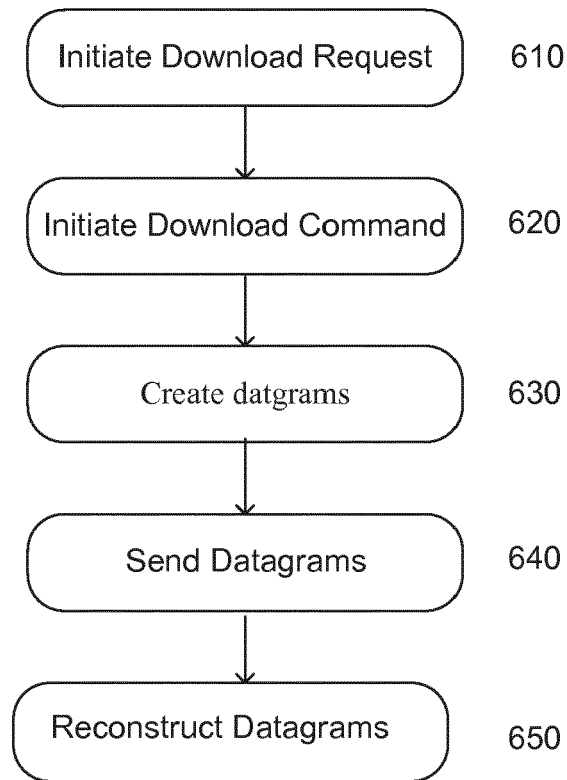 Initiate Download Request 610
Initiate Download Command 620
Create datgrams 630
Send Datagrams 640
Reconstruct Datagrams 650